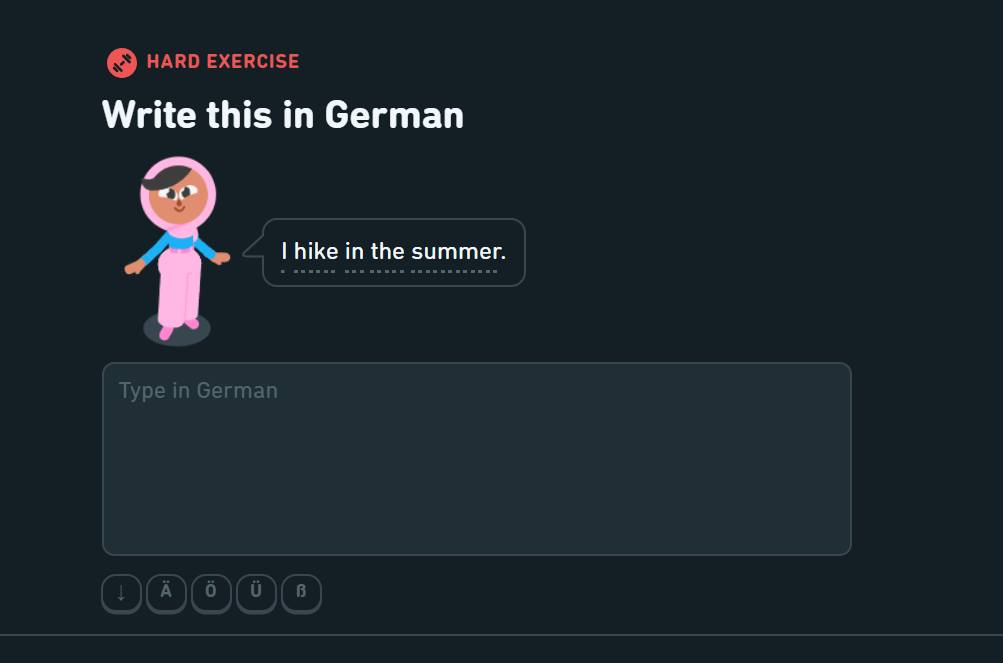 HARD EXERCISE
Write this in German
I hike in the summer.
Type in German
↓ Ä Ö Ü ß